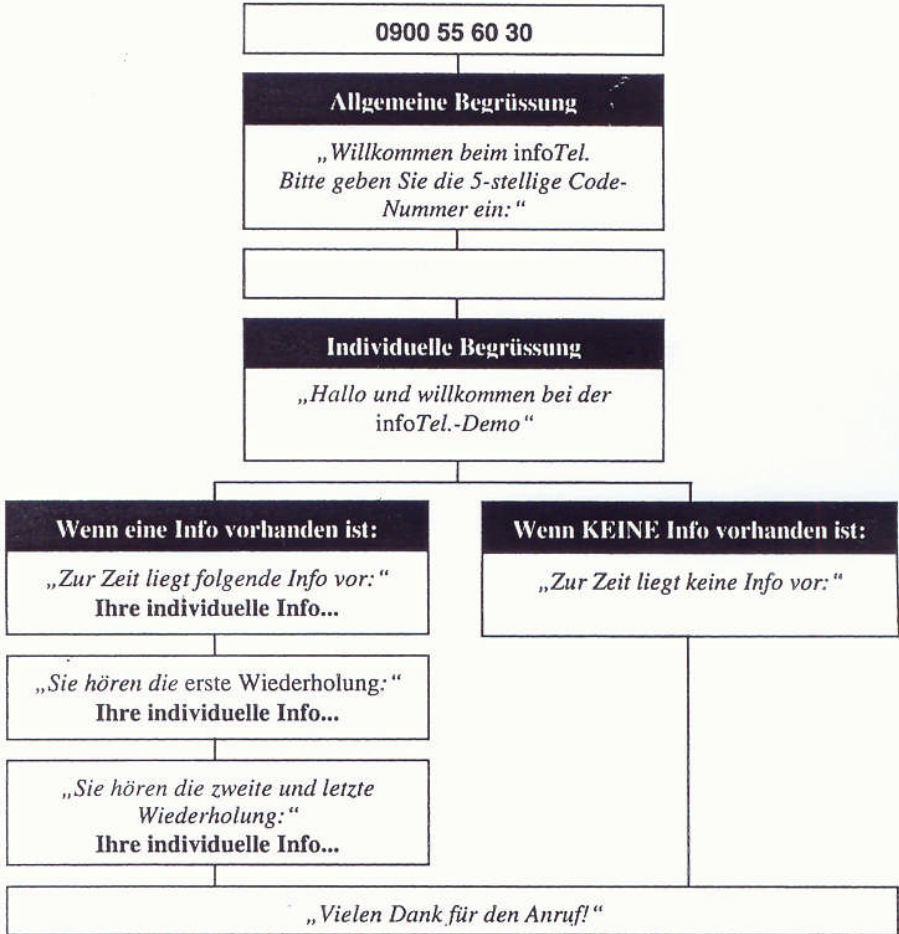 0900 55 60 30
Allgemeine Begrüssung
„Willkommen beim infoTel.
Bitte geben Sie die 5-stellige Code-
Nummer ein:“
Individuelle Begrüssung
„Hallo und willkommen bei der
infoTel.-Demo“
Wenn eine Info vorhanden ist:
„Zur Zeit liegt folgende Info vor:“
Ihre individuelle Info...
„Sie hören die erste Wiederholung:“
Ihre individuelle Info...
„Sie hören die zweite und letzte
Wiederholung:“
Ihre individuelle Info...
Wenn KEINE Info vorhanden ist:
„Zur Zeit liegt keine Info vor:“
„Vielen Dank für den Anruf!“